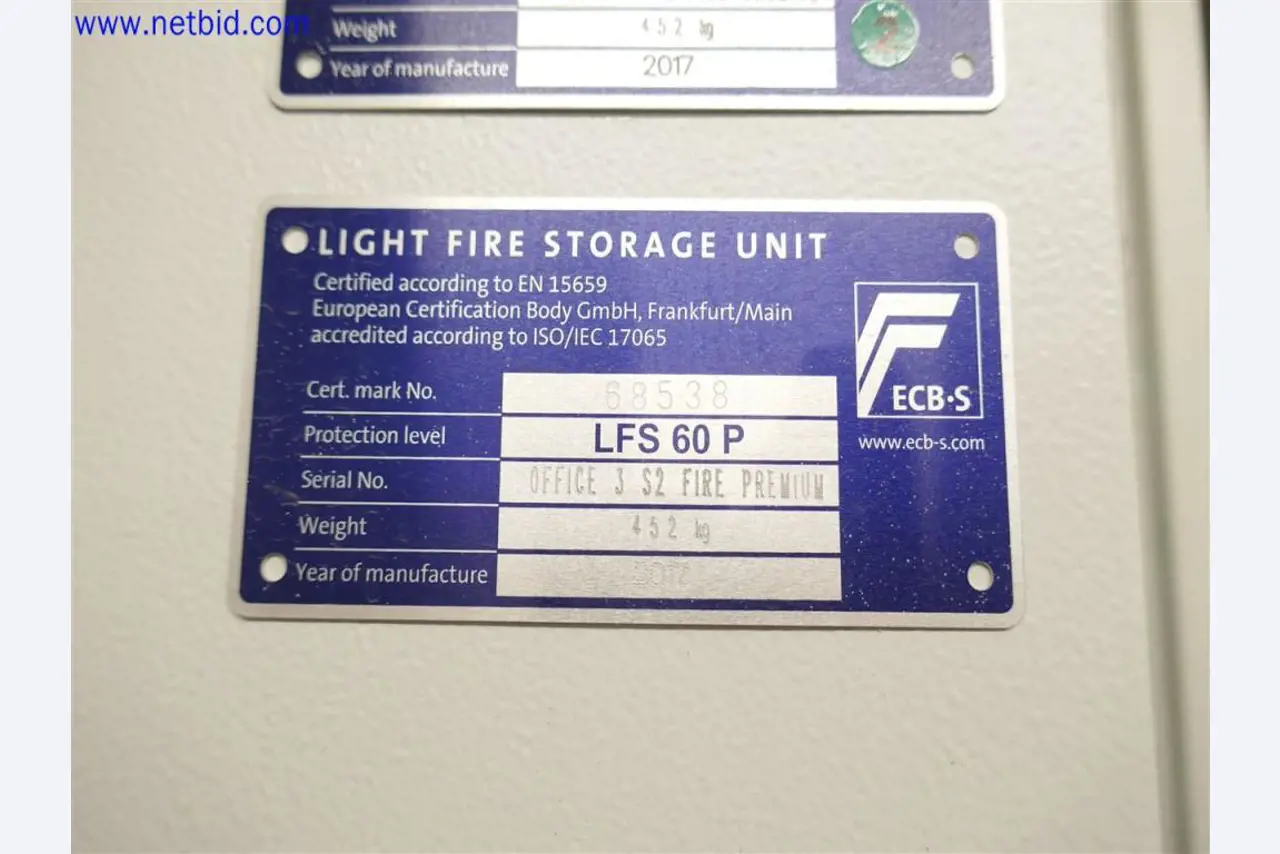 www.netbid.com
Weight 452 kg
Year of manufacture 2017
2
LIGHT FIRE STORAGE UNIT
Certified according to EN 15659
European Certification Body GmbH, Frankfurt/Main
accredited according to ISO/IEC 17065
Cert. mark No. 68538
Protection level LFS 60 P
Serial No. OFFICE 3 S2 FIRE PREMIUM
Weight 452 kg
Year of manufacture
ECB·S
www.ecb-s.com